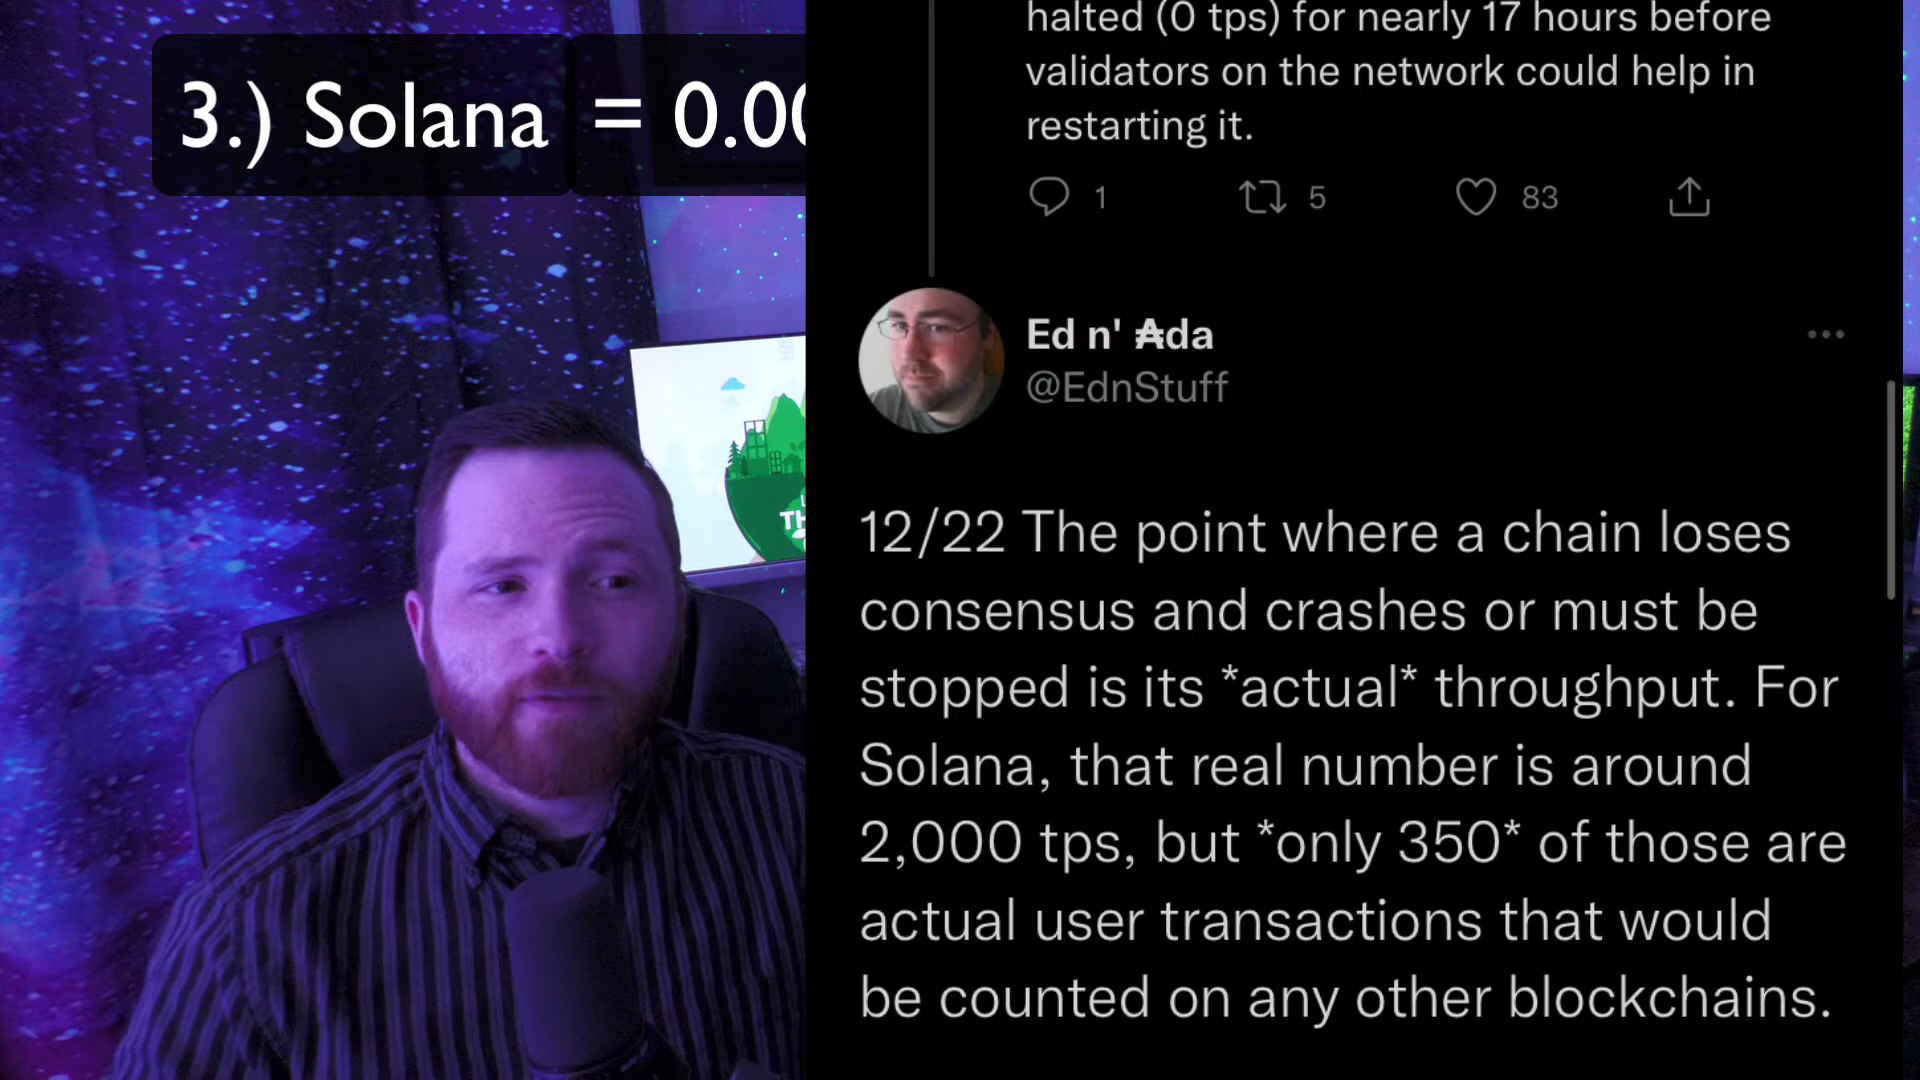 3.) Solana = 0.00
halted (0 tps) for nearly 17 hours before
validators on the network could help in
restarting it.
1 5 83
Ed n' ₳da
@EdnStuff
12/22 The point where a chain loses
consensus and crashes or must be
stopped is its *actual* throughput. For
Solana, that real number is around
2,000 tps, but *only 350* of those are
actual user transactions that would
be counted on any other blockchains.